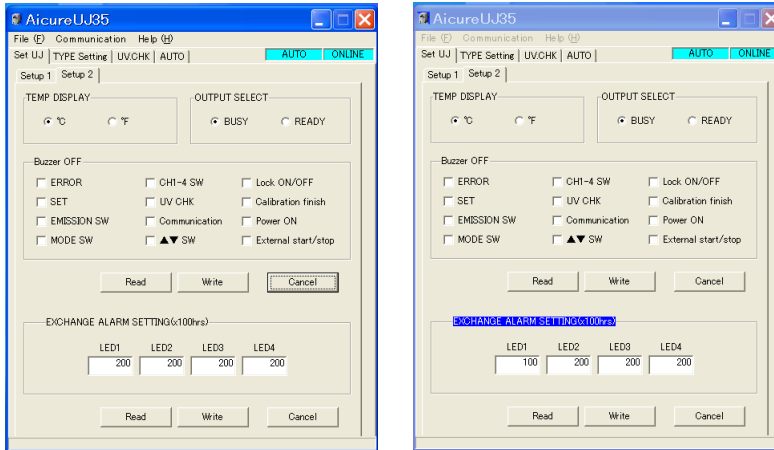 AicureUJ35
File (F) Communication Help (H)
Set UJ TYPE Setting UV.CHK AUTO AUTO ONLINE
Setup 1 Setup 2
TEMP DISPLAY OUTPUT SELECT
℃ ℉ BUSY READY
Buzzer OFF
ERROR CH1-4 SW Lock ON/OFF
SET UV CHK Calibration finish
EMISSION SW Communication Power ON
MODE SW ▲▼ SW External start/stop
Read Write Cancel
EXCHANGE ALARM SETTING(x100hrs)
LED1 LED2 LED3 LED4
200 200 200 200
Read Write Cancel
AicureUJ35
File (F) Communication Help (H)
Set UJ TYPE Setting UV.CHK AUTO AUTO ONLINE
Setup 1 Setup 2
TEMP DISPLAY OUTPUT SELECT
℃ ℉ BUSY READY
Buzzer OFF
ERROR CH1-4 SW Lock ON/OFF
SET UV CHK Calibration finish
EMISSION SW Communication Power ON
MODE SW ▲▼ SW External start/stop
Read Write Cancel
EXCHANGE ALARM SETTING(x100hrs)
LED1 LED2 LED3 LED4
100 200 200 200
Read Write Cancel